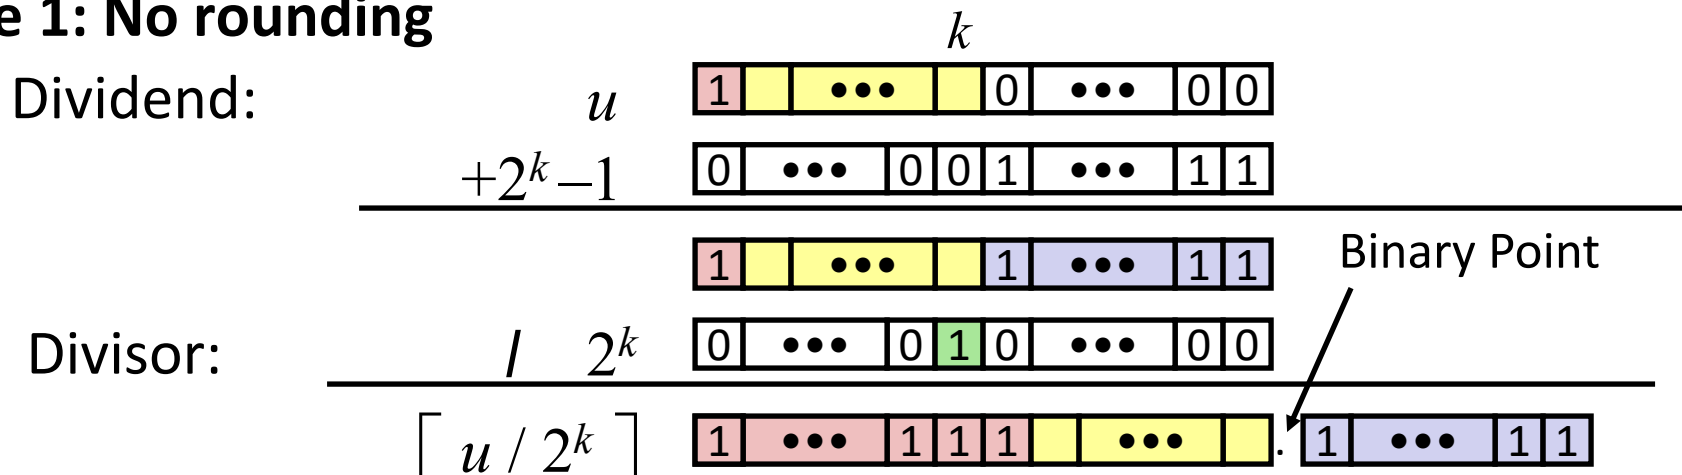 e 1: No rounding
k
Dividend: u 1 ••• 0 ••• 0 0
+2^k –1 0 ••• 0 0 1 ••• 1 1
1 ••• 1 ••• 1 1
Binary Point
Divisor: / 2^k 0 ••• 0 1 0 ••• 0 0
⌈ u / 2^k ⌉ 1 ••• 1 1 1 ••• . 1 ••• 1 1